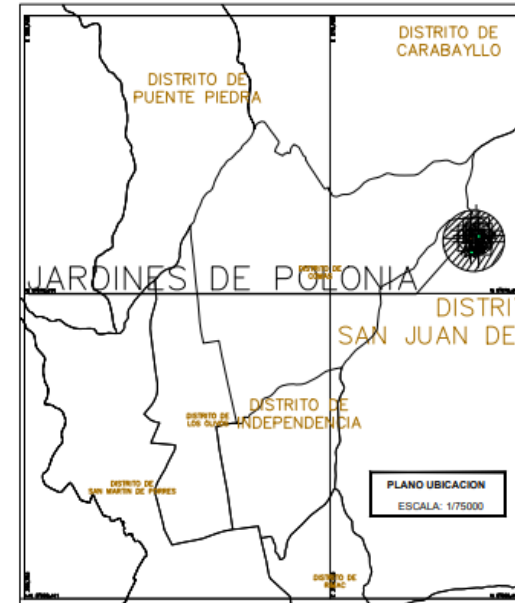 DISTRITO DE
CARABAYLLO
DISTRITO DE
PUENTE PIEDRA
DISTRITO DE
COMAS
JARDINES DE POLONIA
DISTRI
SAN JUAN DE
DISTRITO DE
INDEPENDENCIA
DISTRITO DE
LOS OLIVOS
DISTRITO DE
SAN MARTIN DE PORRES
PLANO UBICACION
ESCALA: 1/75000
DISTRITO DE
RIMAC